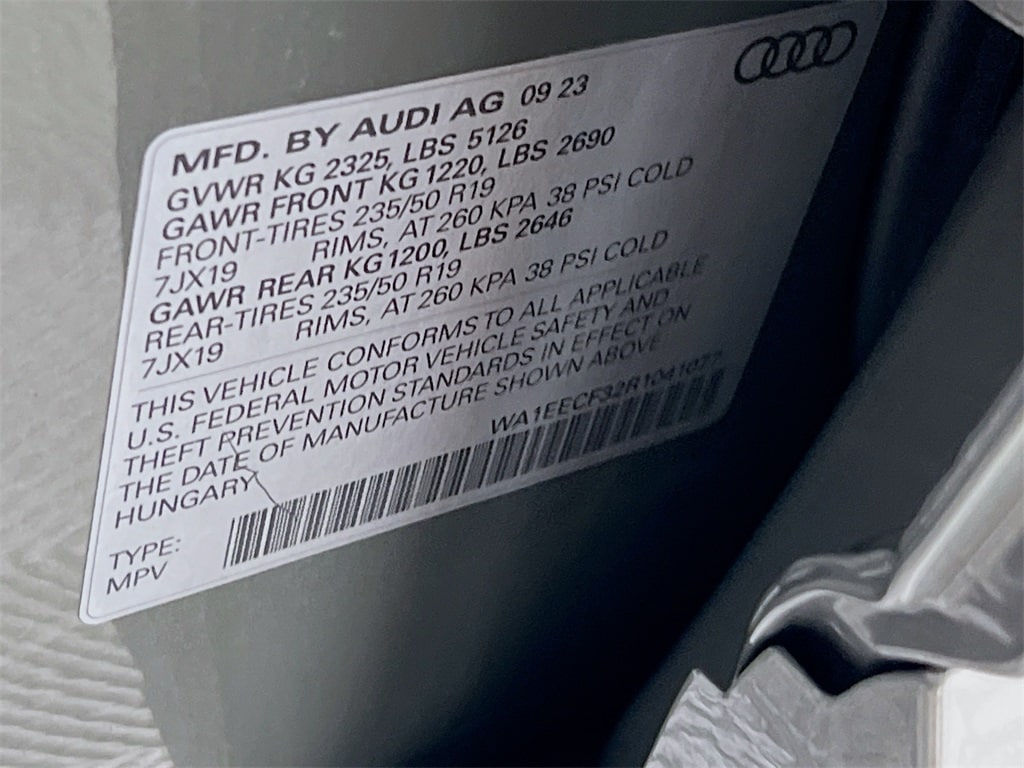 MFD. BY AUDI AG 09 23
GVWR KG 2325, LBS 5126
GAWR FRONT KG 1220, LBS 2690
FRONT-TIRES 235/50 R19
7JX19 RIMS, AT 260 KPA 38 PSI COLD
GAWR REAR KG 1200, LBS 2646
REAR-TIRES 235/50 R19
7JX19 RIMS, AT 260 KPA 38 PSI COLD
THIS VEHICLE CONFORMS TO ALL APPLICABLE
U.S. FEDERAL MOTOR VEHICLE SAFETY AND
THEFT PREVENTION STANDARDS IN EFFECT ON
THE DATE OF MANUFACTURE SHOWN ABOVE
HUNGARY WA1EECF32R1041077
TYPE:
MPV